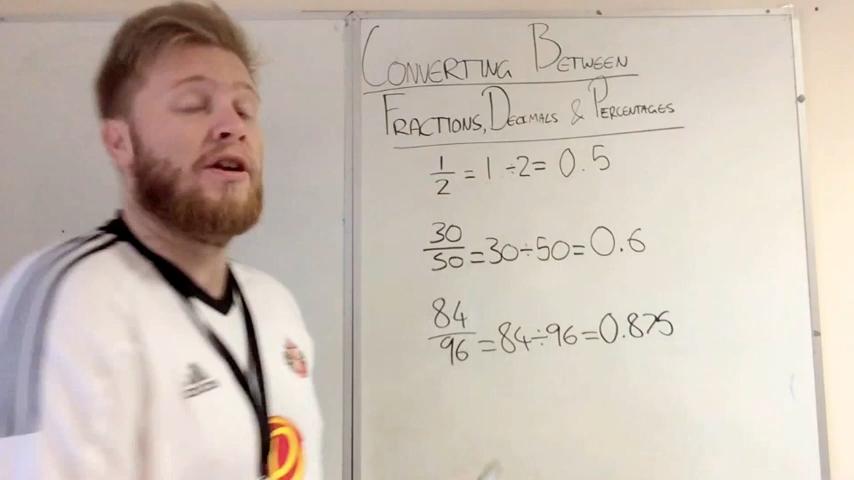 CONVERTING BETWEEN
FRACTIONS, DECIMALS & PERCENTAGES
1/2 = 1 ÷ 2 = 0.5
30/50 = 30 ÷ 50 = 0.6
84/96 = 84 ÷ 96 = 0.875